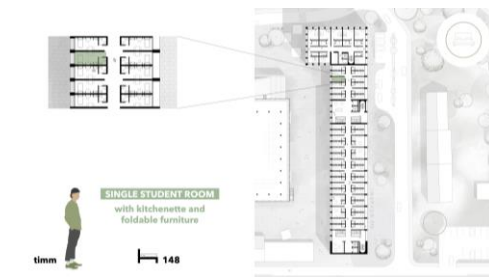 SINGLE STUDENT ROOM
with kitchenette and
foldable furniture
timm
148